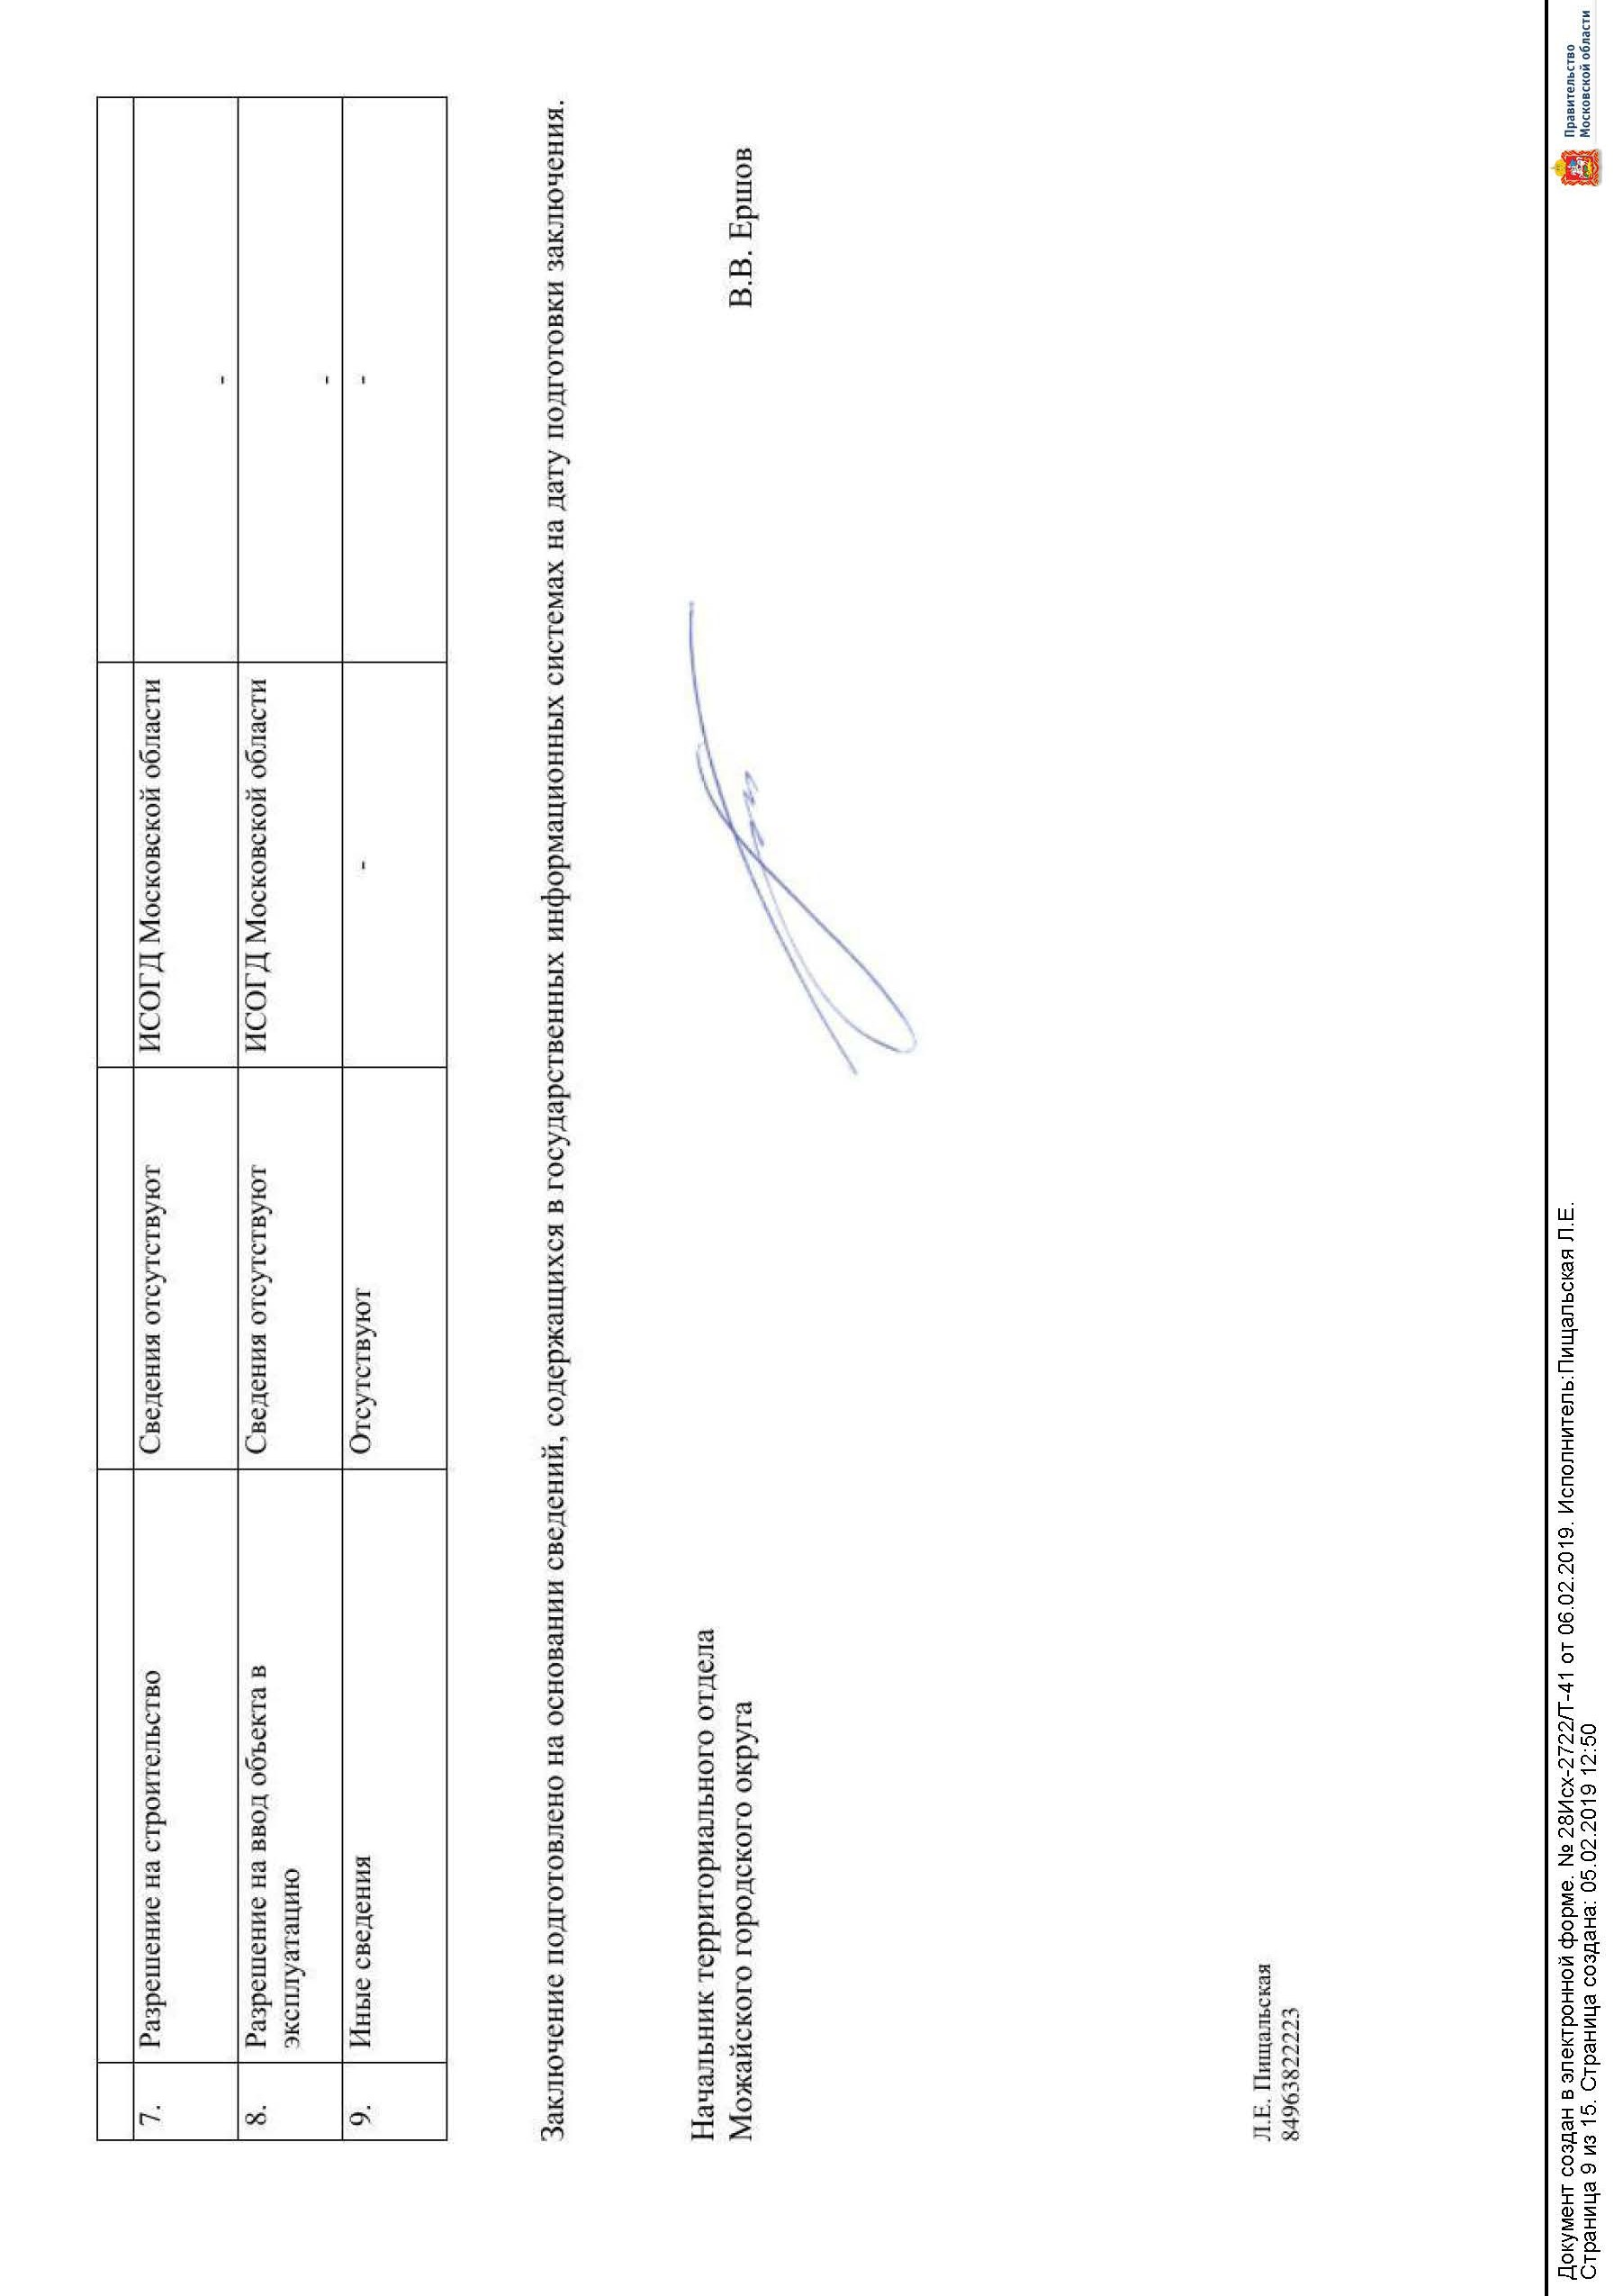 7. Разрешение на строительство Сведения отсутствуют ИСОГД Московской области -
8. Разрешение на ввод объекта в Сведения отсутствуют ИСОГД Московской области
эксплуатацию -
9. Иные сведения Отсутствуют - -
Заключение подготовлено на основании сведений, содержащихся в государственных информационных системах на дату подготовки заключения.
Начальник территориального отдела
Можайского городского округа В.В. Ершов
Л.Е. Пищальская
84963822223
Документ создан в электронной форме. № 28Исх-2722/Т-41 от 06.02.2019. Исполнитель:Пищальская Л.Е.
Страница 9 из 15. Страница создана: 05.02.2019 12:50
Правительство
Московской области